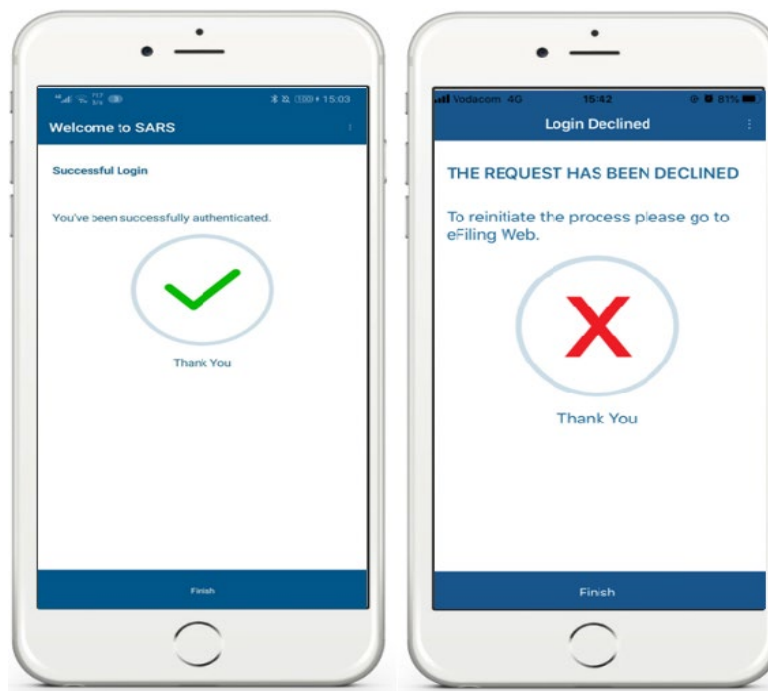 15:03
Welcome to SARS
Successful Login
You've been successfully authenticated.
Thank You
Finish
Vodacom 4G 15:42 81%
Login Declined
THE REQUEST HAS BEEN DECLINED
To reinitiate the process please go to
eFiling Web.
X
Thank You
Finish